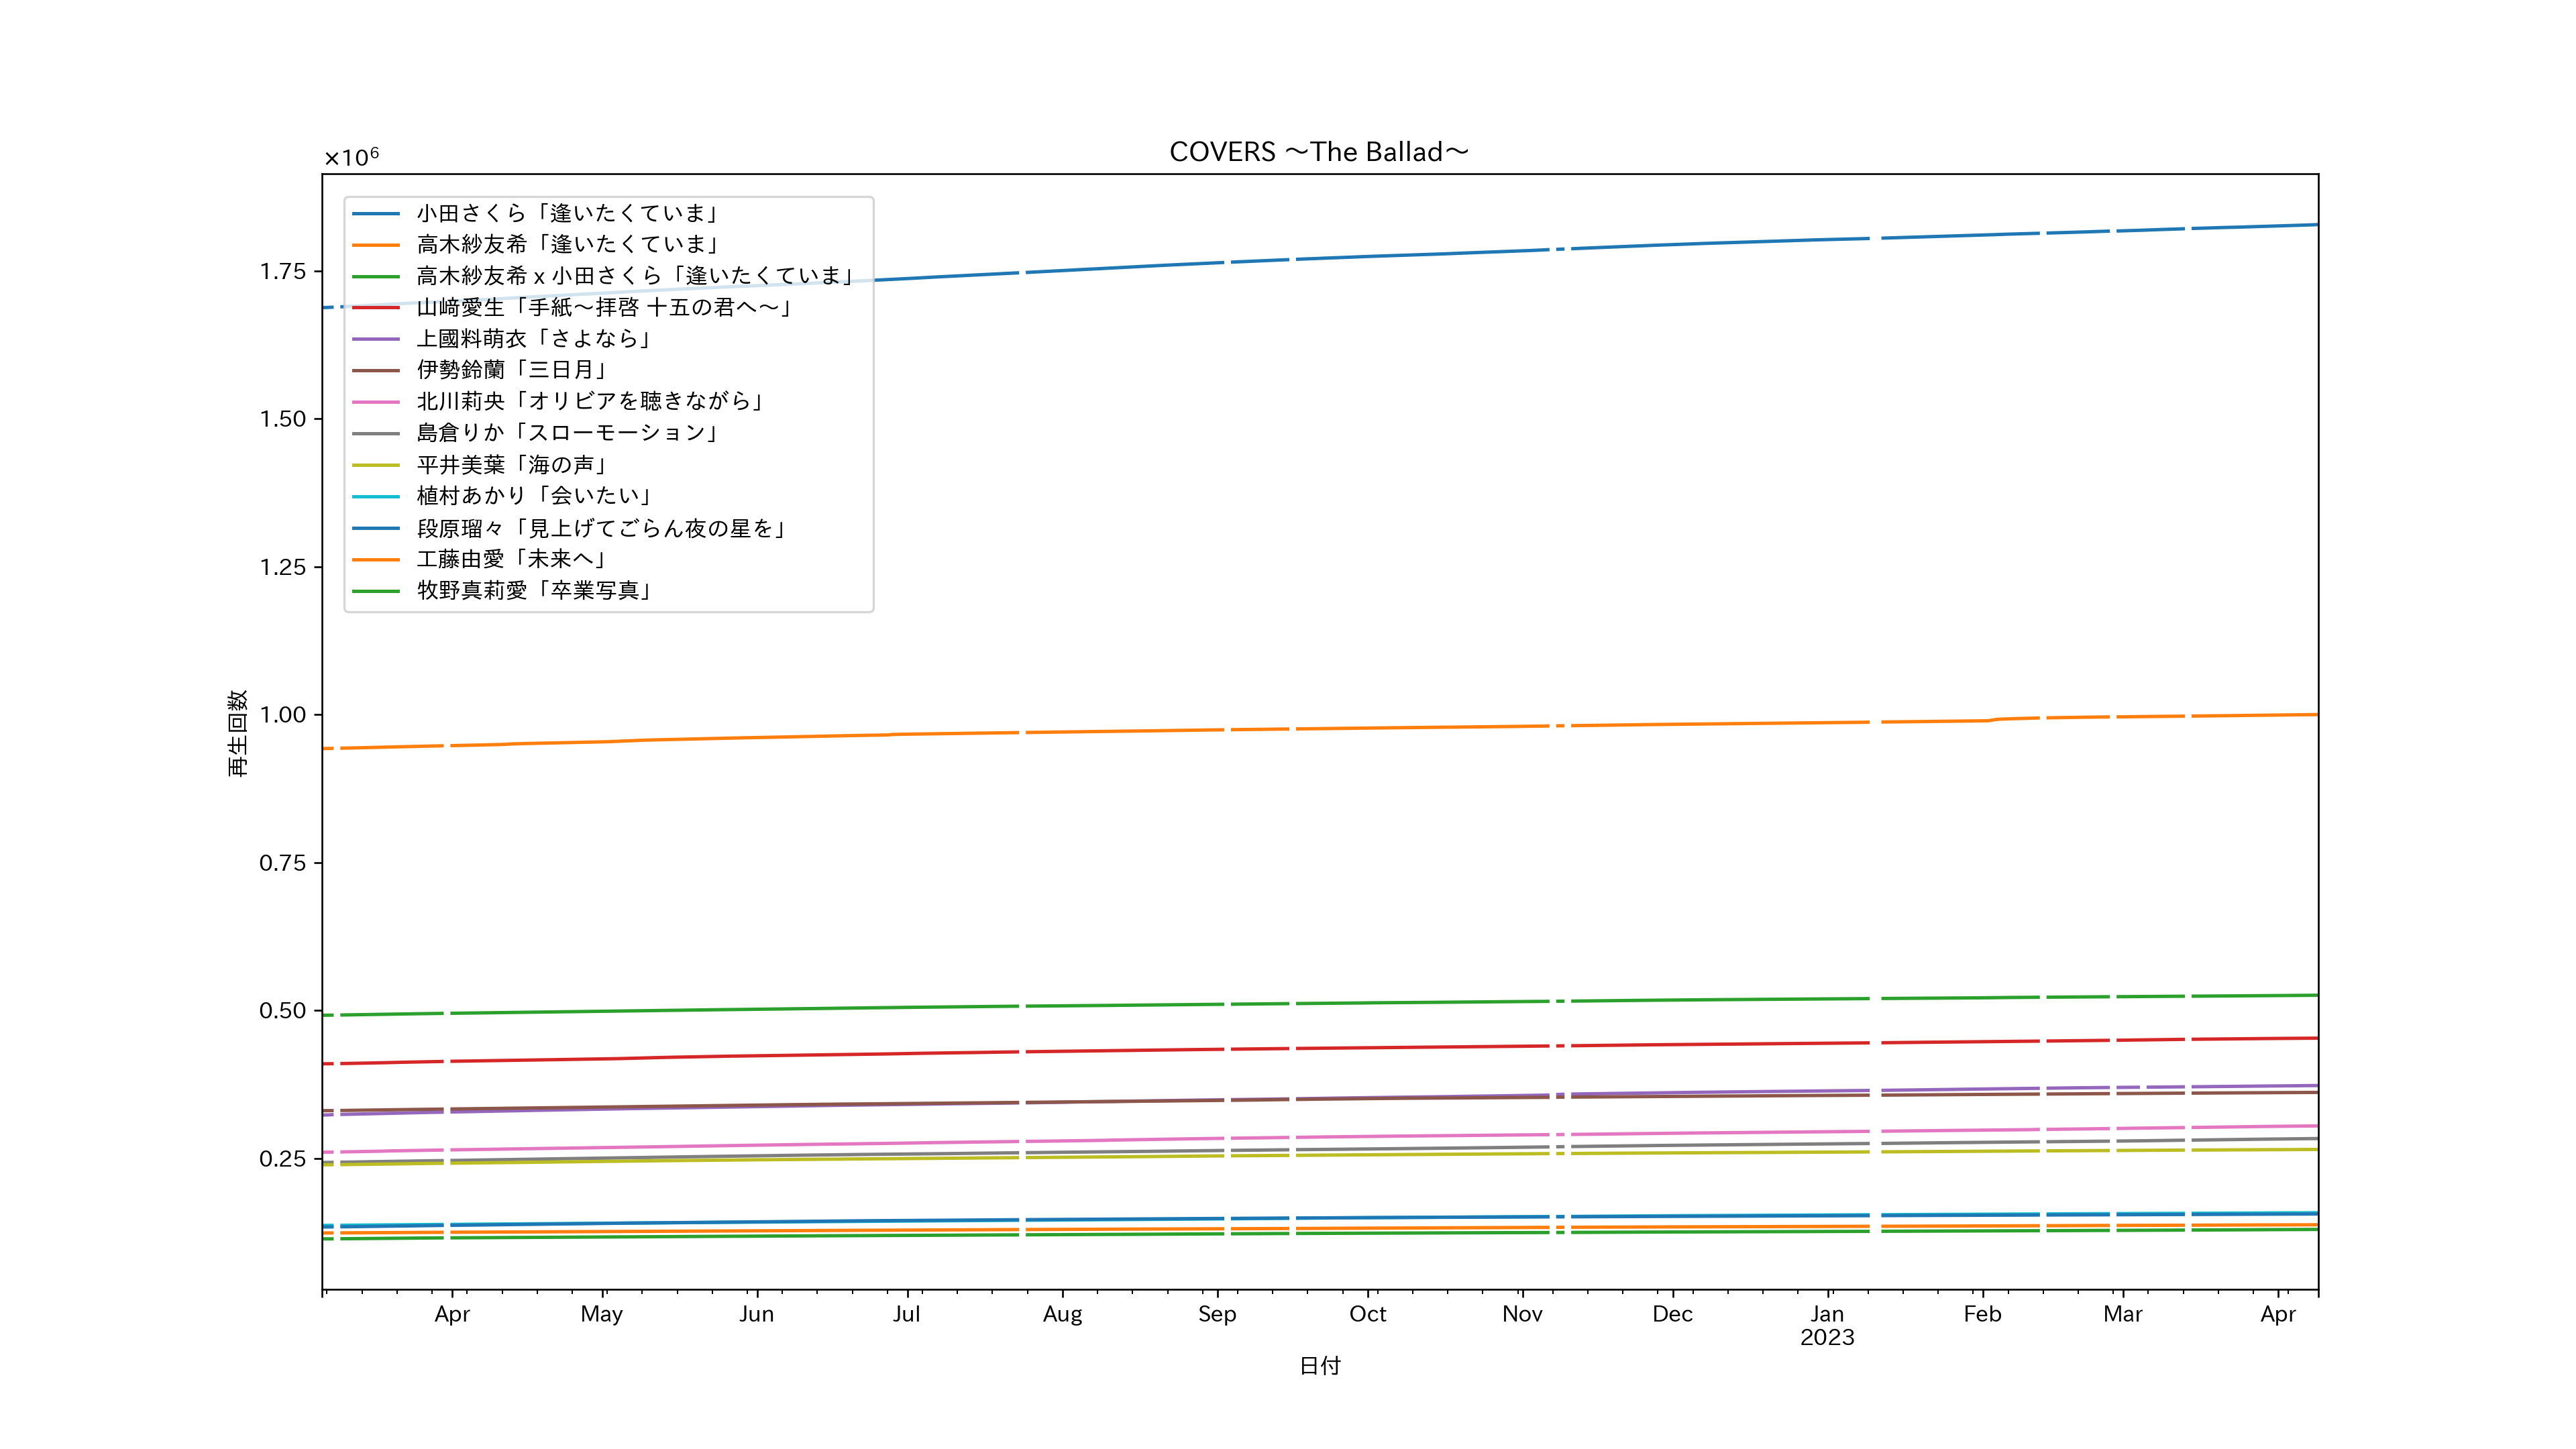 COVERS ～The Ballad～
×10⁶
小田さくら「逢いたくていま」
高木紗友希「逢いたくていま」
高木紗友希 x 小田さくら「逢いたくていま」
山﨑愛生「手紙～拝啓 十五の君へ～」
上國料萌衣「さよなら」
伊勢鈴蘭「三日月」
北川莉央「オリビアを聴きながら」
島倉りか「スローモーション」
平井美葉「海の声」
植村あかり「会いたい」
段原瑠々「見上げてごらん夜の星を」
工藤由愛「未来へ」
牧野真莉愛「卒業写真」
再生回数
1.75
1.50
1.25
1.00
0.75
0.50
0.25
Apr May Jun Jul Aug Sep Oct Nov Dec Jan Feb Mar Apr
2023
日付